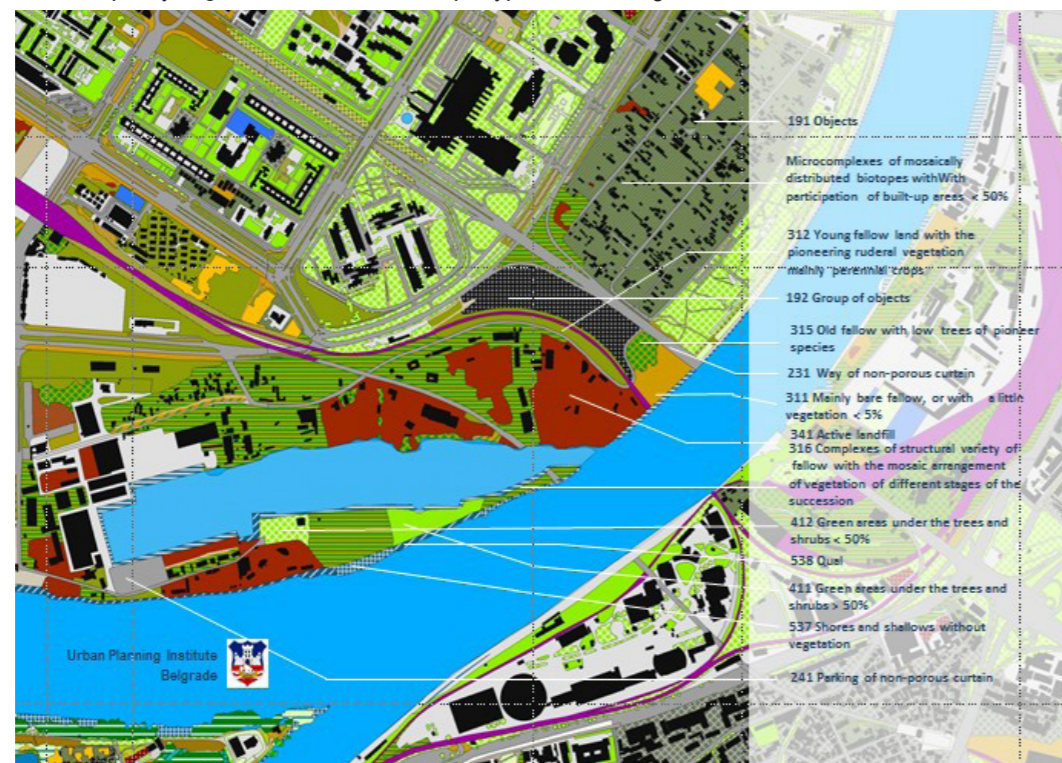 191 Objects
Microcomplexes of mosaically
distributed biotopes withWith
participation of built-up areas < 50%
312 Young fallow land with the
pioneering ruderal vegetation
mainly perennial crops
192 Group of objects
315 Old fallow with low trees of pioneer
species
231 Way of non-porous curtain
311 Mainly bare fallow, or with a little
vegetation < 5%
341 Active landfill
316 Complexes of structural variety of
fallow with the mosaic arrangement
of vegetation of different stages of the
succession
412 Green areas under the trees and
shrubs < 50%
538 Qual
411 Green areas under the trees and
shrubs > 50%
537 Shores and shallows without
vegetation
241 Parking of non-porous curtain
Urban Planning Institute
Belgrade